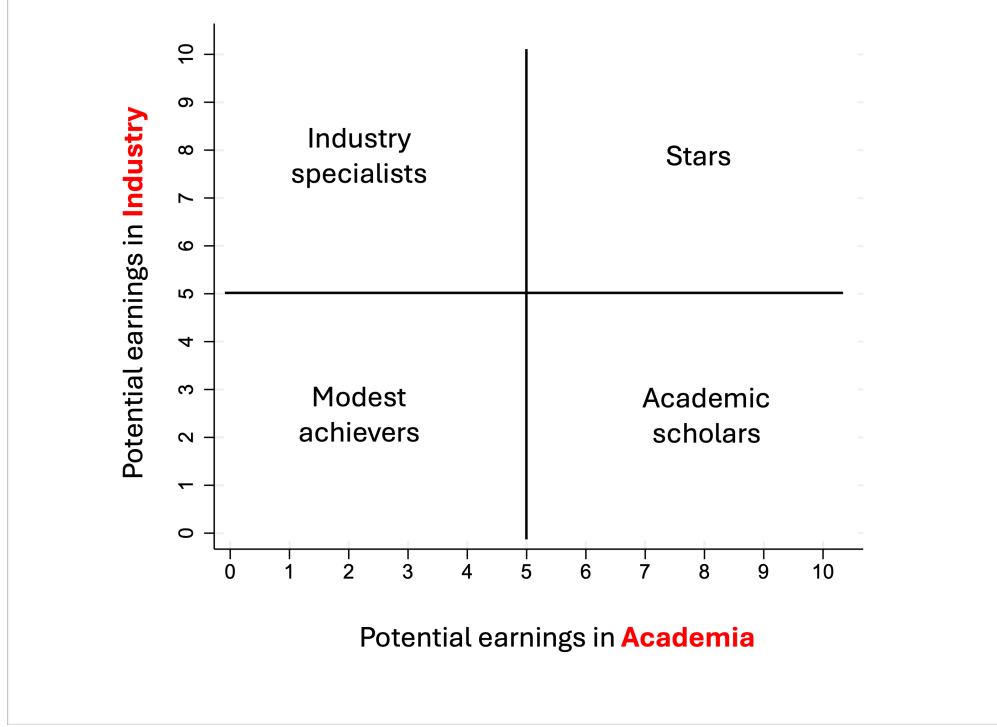 Potential earnings in Industry
10
9
8
7
6
5
4
3
2
1
0
Industry
specialists
Stars
Modest
achievers
Academic
scholars
0 1 2 3 4 5 6 7 8 9 10
Potential earnings in Academia